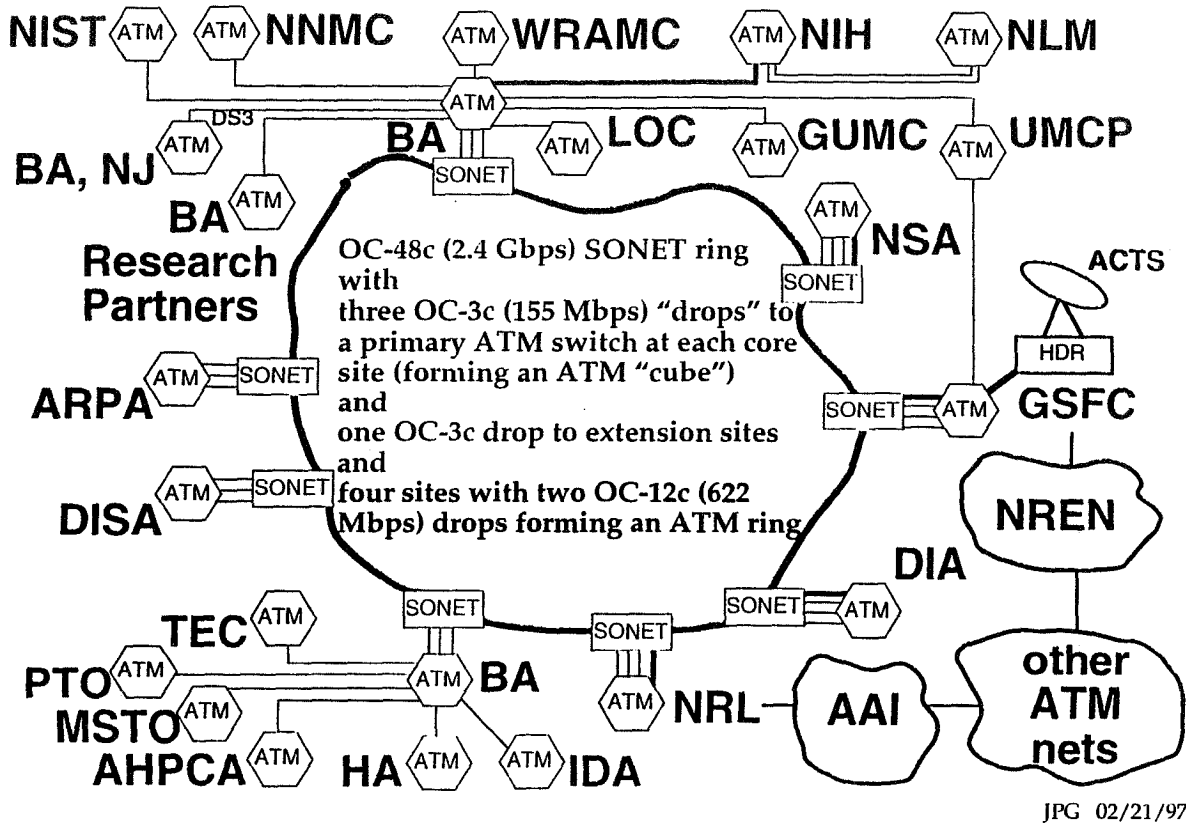 NIST ATM ATM NNMC ATM WRAMC ATM NIH ATM NLM
ATM
DS3
BA, NJ ATM BA ATM LOC ATM GUMC ATM UMCP
SONET
BA ATM
Research
Partners
ATM NSA
SONET
OC-48c (2.4 Gbps) SONET ring
with
three OC-3c (155 Mbps) “drops” to
a primary ATM switch at each core
site (forming an ATM “cube”)
and
one OC-3c drop to extension sites
and
four sites with two OC-12c (622
Mbps) drops forming an ATM ring
ACTS
HDR
ARPA ATM SONET
SONET ATM GSFC
DISA ATM SONET
NREN
DIA
SONET ATM
TEC ATM SONET
SONET
PTO ATM
ATM BA
MSTO ATM
ATM NRL
AAI
other
ATM
nets
AHPCA ATM HA ATM ATM IDA
JPG 02/21/97